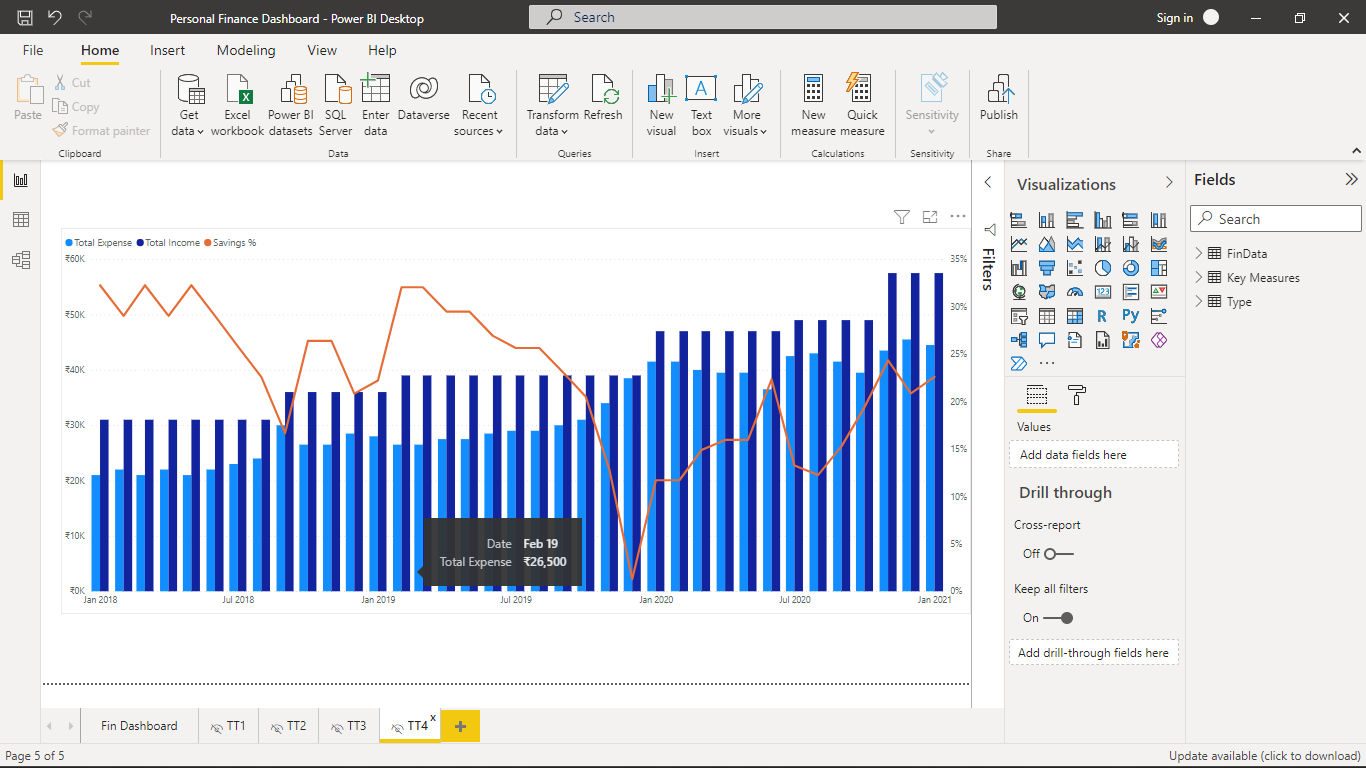 Personal Finance Dashboard - Power BI Desktop
Search
Sign in
File
Home
Insert
Modeling
View
Help
Paste
Cut
Copy
Format painter
Clipboard
Get
data
Excel
workbook
Power BI
datasets
SQL
Server
Enter
data
Dataverse
Recent
sources
Data
Transform
data
Refresh
Queries
New
visual
Text
box
More
visuals
Insert
New
measure
Quick
measure
Calculations
Sensitivity
Sensitivity
Publish
Share
Total Expense Total Income Savings %
₹60K
₹50K
₹40K
₹30K
₹20K
₹10K
₹0K
35%
30%
25%
20%
15%
10%
5%
0%
Jan 2018
Jul 2018
Jan 2019
Jul 2019
Jan 2020
Jul 2020
Jan 2021
Date Feb 19
Total Expense ₹26,500
Filters
Visualizations
123
R
Py
Values
Add data fields here
Drill through
Cross-report
Off
Keep all filters
On
Add drill-through fields here
Fields
Search
FinData
Key Measures
Type
Fin Dashboard
TT1
TT2
TT3
TT4
x
+
Page 5 of 5
Update available (click to download)